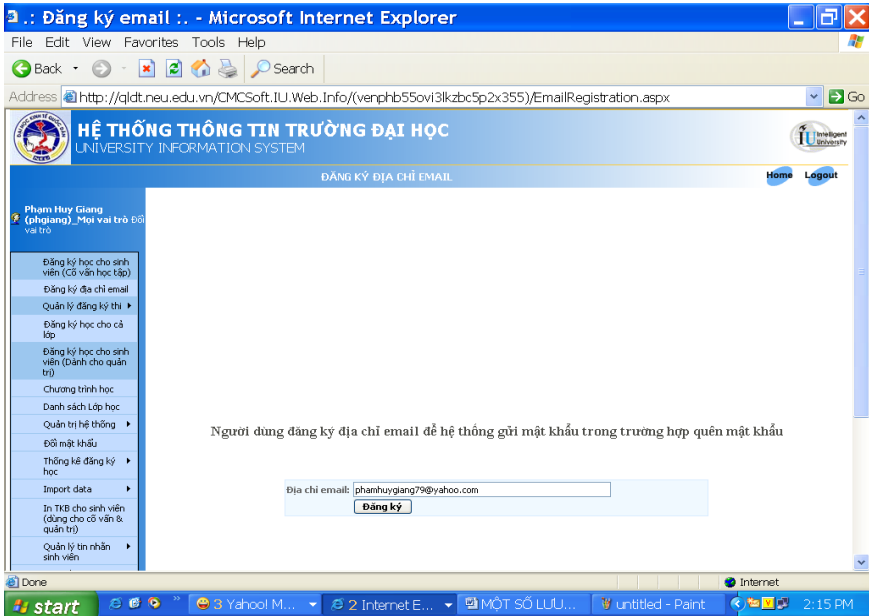 .: Đăng ký email :. - Microsoft Internet Explorer
File Edit View Favorites Tools Help
Back Search
Address http://qldt.neu.edu.vn/CMCSoft.IU.Web.Info/(venphb55ovi3lkzbc5p2x355)/EmailRegistration.aspx Go
HỆ THỐNG THÔNG TIN TRƯỜNG ĐẠI HỌC
UNIVERSITY INFORMATION SYSTEM
Intelligent
University
ĐĂNG KÝ ĐỊA CHỈ EMAIL
Home Logout
Phạm Huy Giang
(phgiang)_Mọi vai trò Đổi
vai trò
Đăng ký học cho sinh
viên (Cố vấn học tập)
Đăng ký địa chỉ email
Quản lý đăng ký thi
Đăng ký học cho cả
lớp
Đăng ký học cho sinh
viên (Dành cho quản
trị)
Chương trình học
Danh sách Lớp học
Quản trị hệ thống
Đổi mật khẩu
Thống kê đăng ký
học
Import data
In TKB cho sinh viên
(dùng cho cố vấn &
quản trị)
Quản lý tin nhắn
sinh viên
Người dùng đăng ký địa chỉ email để hệ thống gửi mật khẩu trong trường hợp quên mật khẩu
Địa chỉ email: phamhuygiang79@yahoo.com
Đăng ký
Done Internet
start 3 Yahoo! M... 2 Internet E... MỘT SỐ LƯU... untitled - Paint 2:15 PM